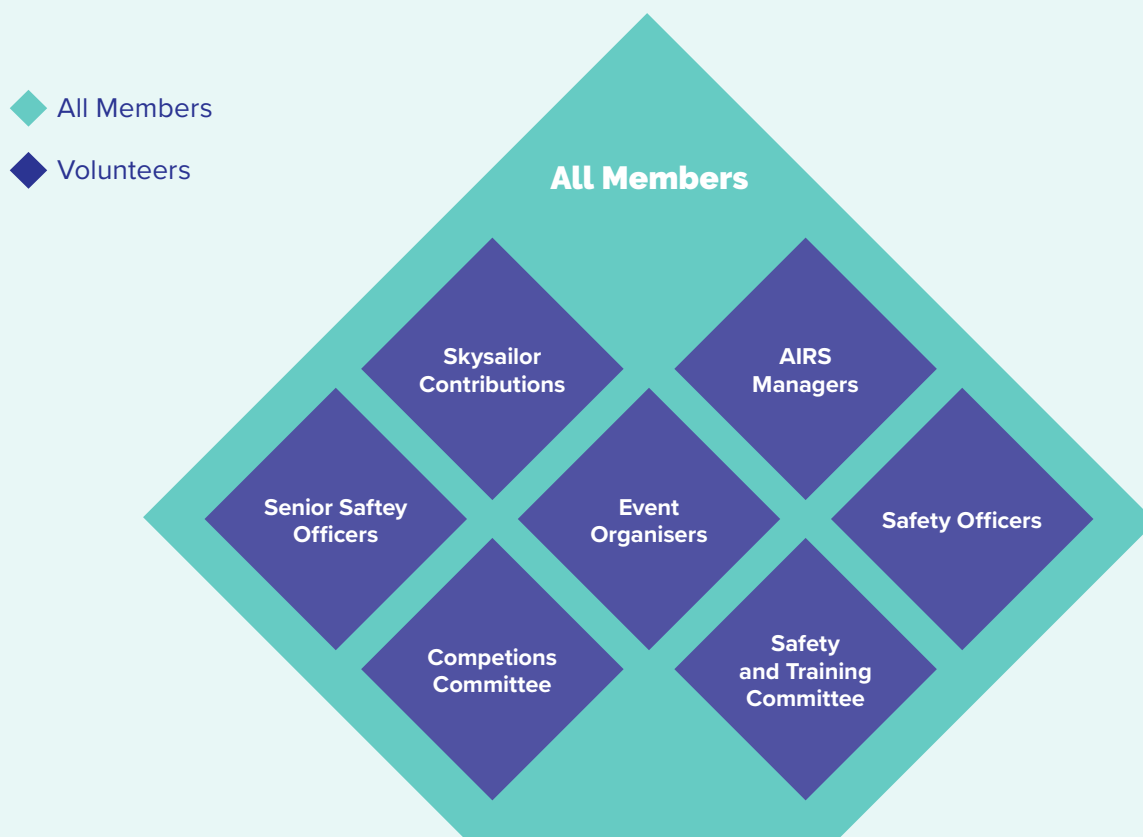 All Members
Volunteers
All Members
Skysailor
Contributions
AIRS
Managers
Senior Saftey
Officers
Event
Organisers
Safety Officers
Competions
Committee
Safety
and Training
Committee